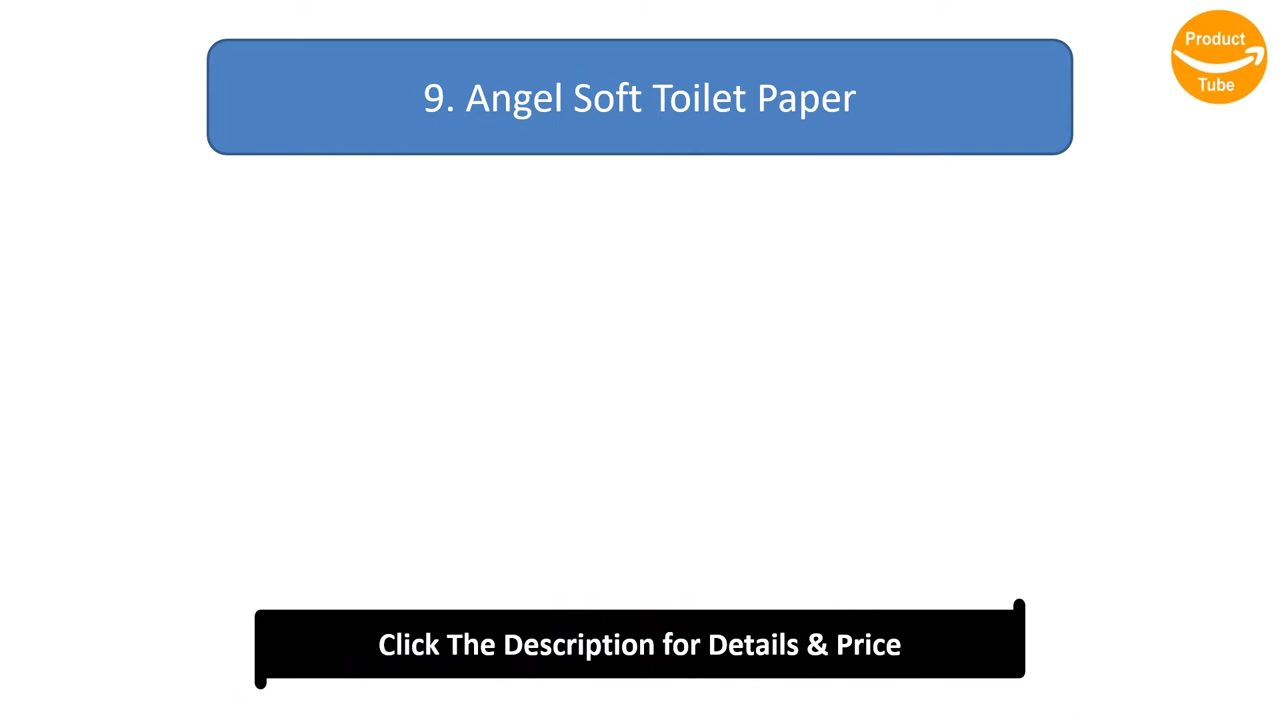 9. Angel Soft Toilet Paper
Product
Tube
Click The Description for Details & Price